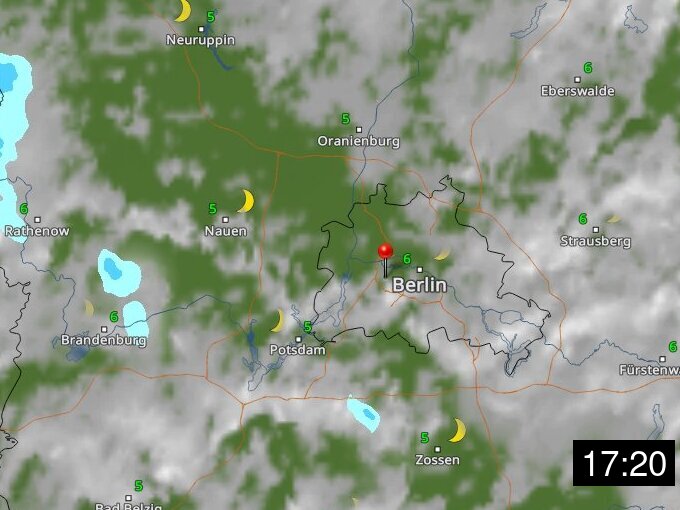 5
Neuruppin
6
Eberswalde
5
Oranienburg
6
Rathenow
5
Nauen
6
Strausberg
6
Berlin
6
Brandenburg
5
Potsdam
6
Fürstenwa
5
Zossen
17:20
5
Bad Belzig